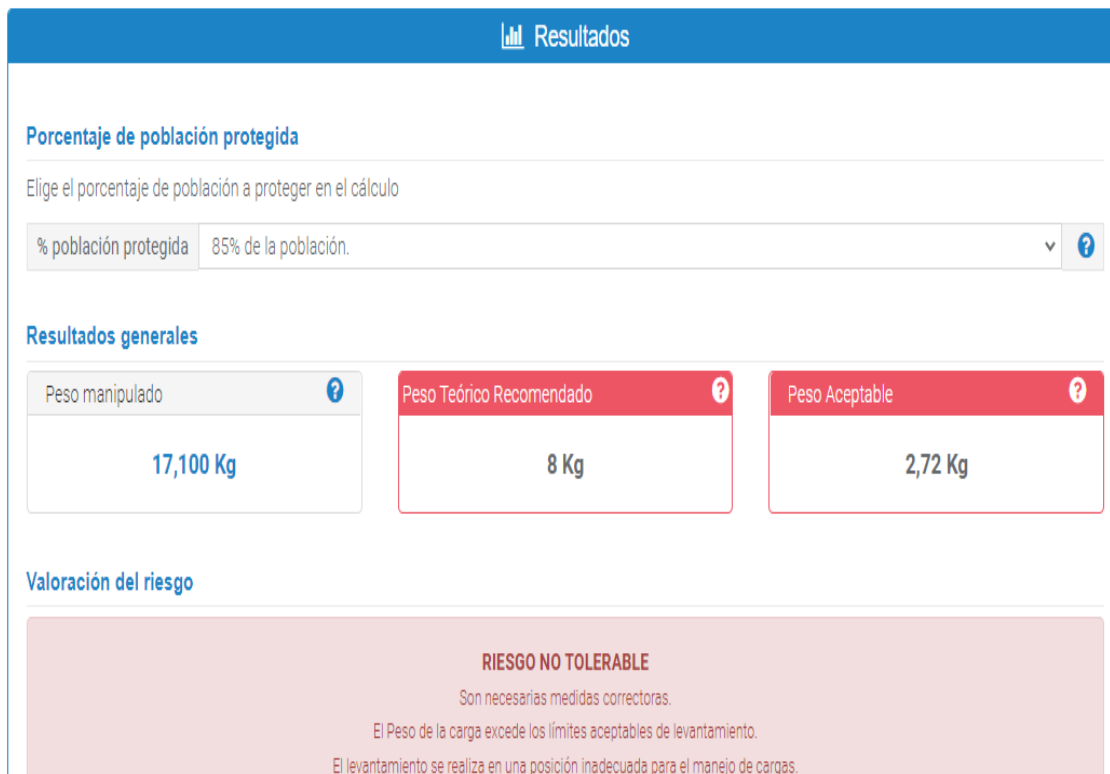 Resultados
Porcentaje de población protegida
Elige el porcentaje de población a proteger en el cálculo
% población protegida 85% de la población. ?
Resultados generales
Peso manipulado ? Peso Teórico Recomendado ? Peso Aceptable ?
17,100 Kg 8 Kg 2,72 Kg
Valoración del riesgo
RIESGO NO TOLERABLE
Son necesarias medidas correctoras.
El Peso de la carga excede los límites aceptables de levantamiento.
El levantamiento se realiza en una posición inadecuada para el manejo de cargas.